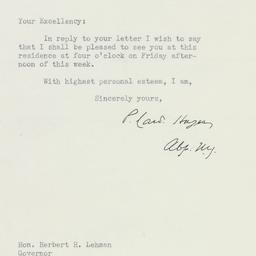 Your Excellency:
In reply to your letter I wish to say
that I shall be pleased to see you at this
residence at four o'clock on Friday after-
noon of this week.
With highest personal esteem, I am,
Sincerely yours,
P. Card. Hayes
Abp. N.Y.
Hon. Herbert H. Lehman
Governor